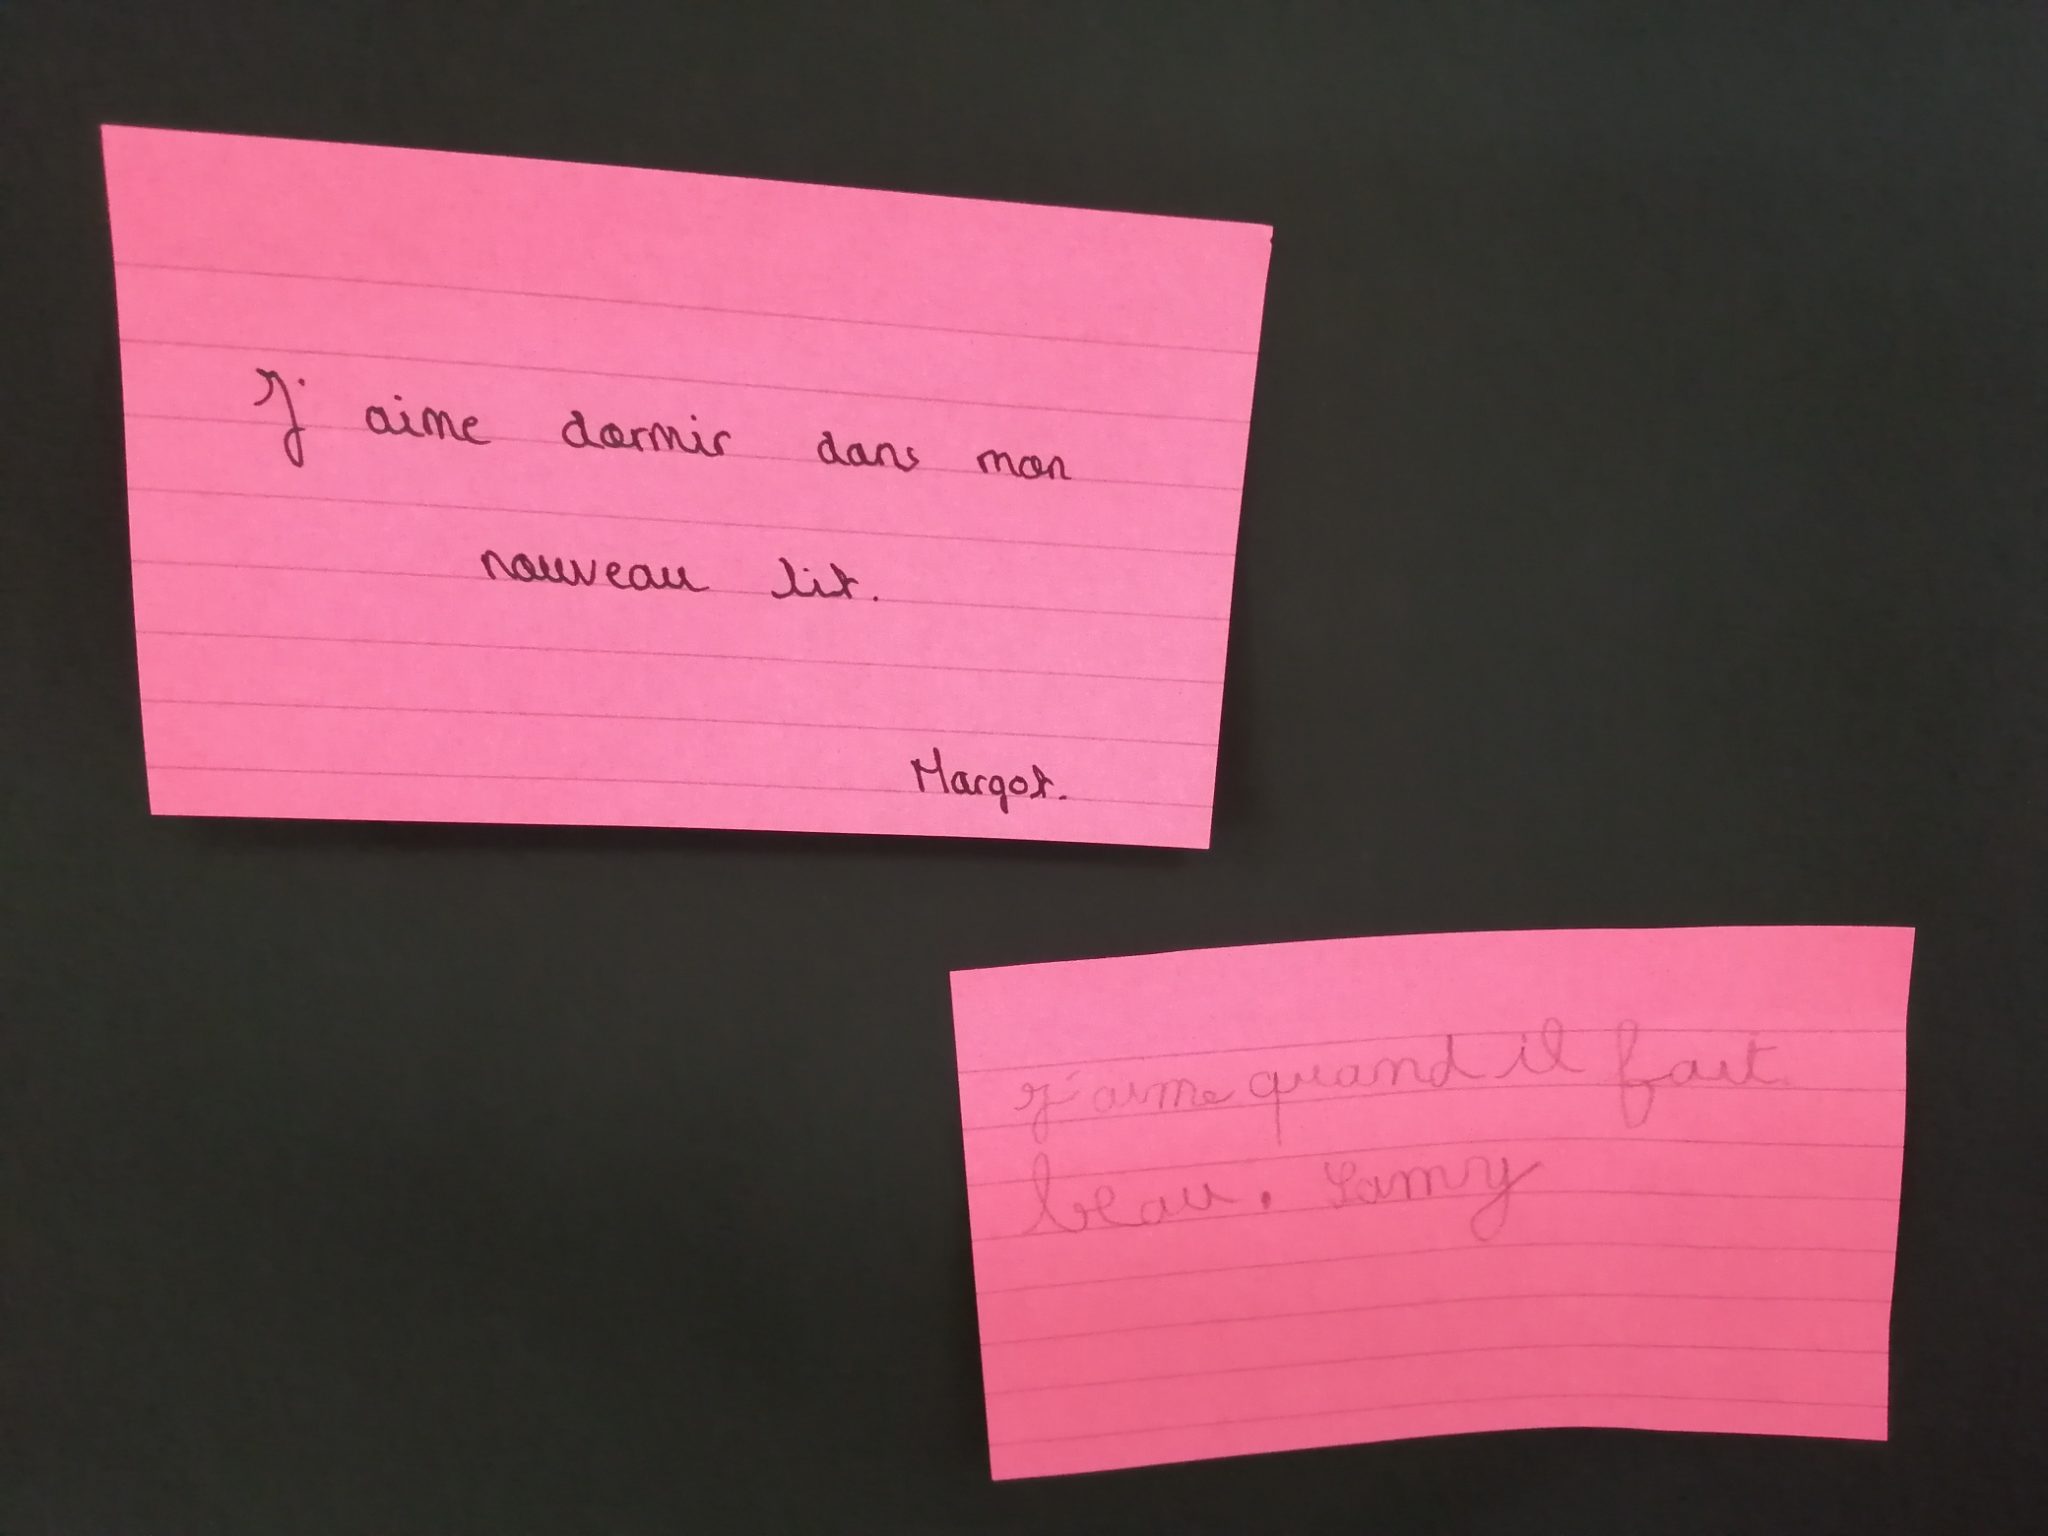 J'aime dormir dans mon
nouveau lit.
Margot.
J'aime quand il fait
beau. Samy